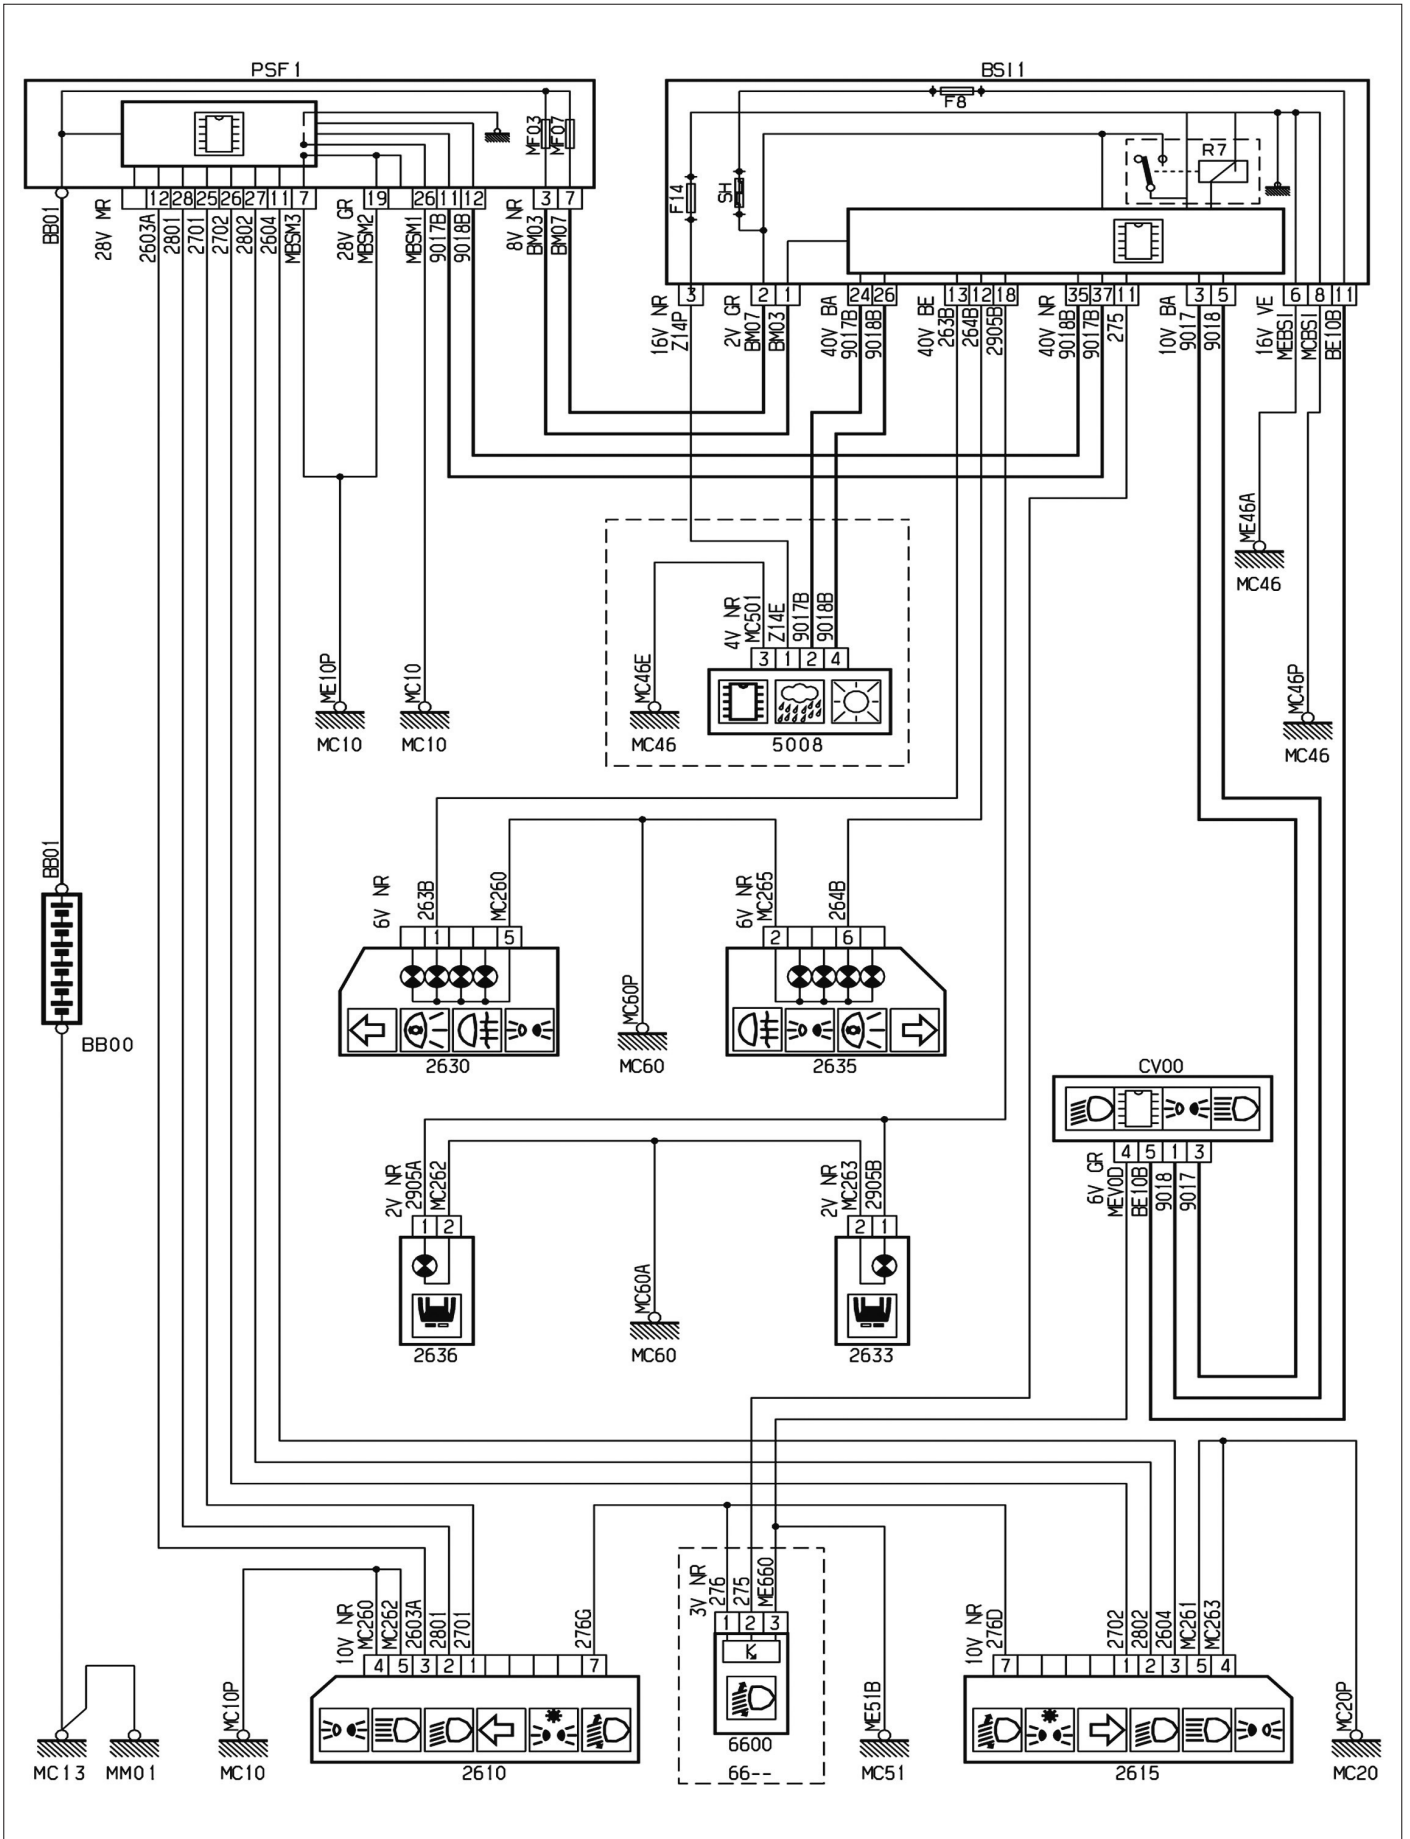 PSF1
BSI1
F8
MF03
MF07
R7
F14
SH
12 28 25 26 27 11 7 19 26 11 12 3 7
BB01
28V MR
2603A
2801
2701
2702
2802
2604
MBSM3
28V GR
MBSM2
MBSM1
9017B
9018B
8V NR
BM03
BM07
3 2 1 24 26 13 12 18 35 37 11 3 5 6 8 11
16V NR
Z14P
2V GR
BM07
BM03
40V BA
9017B
9018B
40V BE
263B
264B
2905B
40V NR
9018B
9017B
275
10V BA
9017
9018
16V VE
MEBSI
MCBSI
BE10B
ME46A
MC46
4V NR
MC501
Z14E
9017B
9018B
3 1 2 4
ME10P
MC10
MC10
MC10
MC46E
MC46
5008
MC46P
MC46
BB01
BB00
6V NR
263B
MC260
1 5
6V NR
MC265
264B
2 6
MC60P
2630
MC60
2635
CV00
4 5 1 3
6V GR
MEV0D
BE10B
9018
9017
2V NR
2905A
MC262
1 2
2V NR
MC263
2905B
2 1
MC60A
2636
MC60
2633
10V NR
MC260
MC262
2603A
2801
2701
276G
4 5 3 2 1 7
3V NR
276
275
ME660
1 2 3
10V NR
276D
2702
2802
2604
MC261
MC263
7 1 2 3 5 4
MC10P
ME51B
MC20P
6600
MC13
MM01
MC10
2610
66--
MC51
2615
MC20